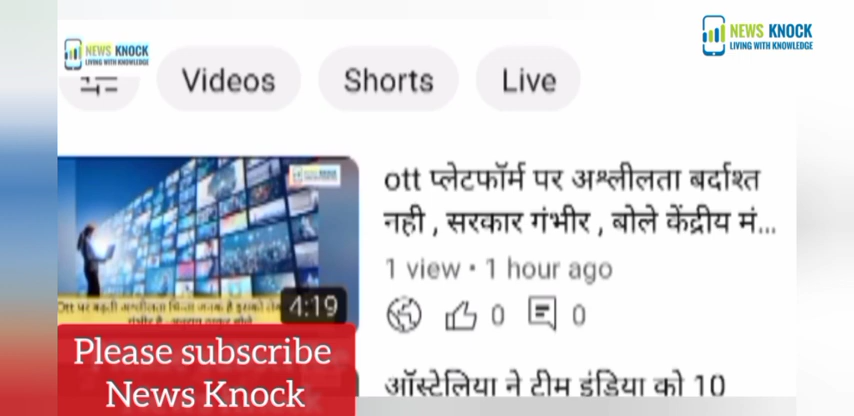 NEWS KNOCK
LIVING WITH KNOWLEDGE
NEWS KNOCK
LIVING WITH KNOWLEDGE
Videos
Shorts
Live
ott प्लेटफॉर्म पर अश्लीलता बर्दाश्त
नही , सरकार गंभीर , बोले केंद्रीय मं...
1 view • 1 hour ago
0
0
4:19
Please subscribe
News Knock
ऑस्टेलिया ने टीम इंडिया को 10